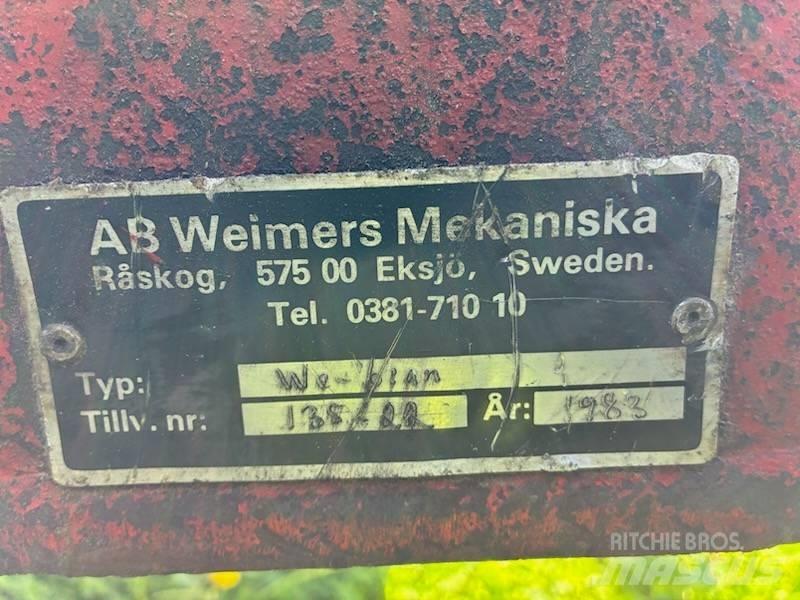 AB Weimers Mekaniska
Råskog, 575 00 Eksjö, Sweden.
Tel. 0381-710 10
Typ:
Tillv. nr: År: 1983
RITCHIE BROS.
MASCUS